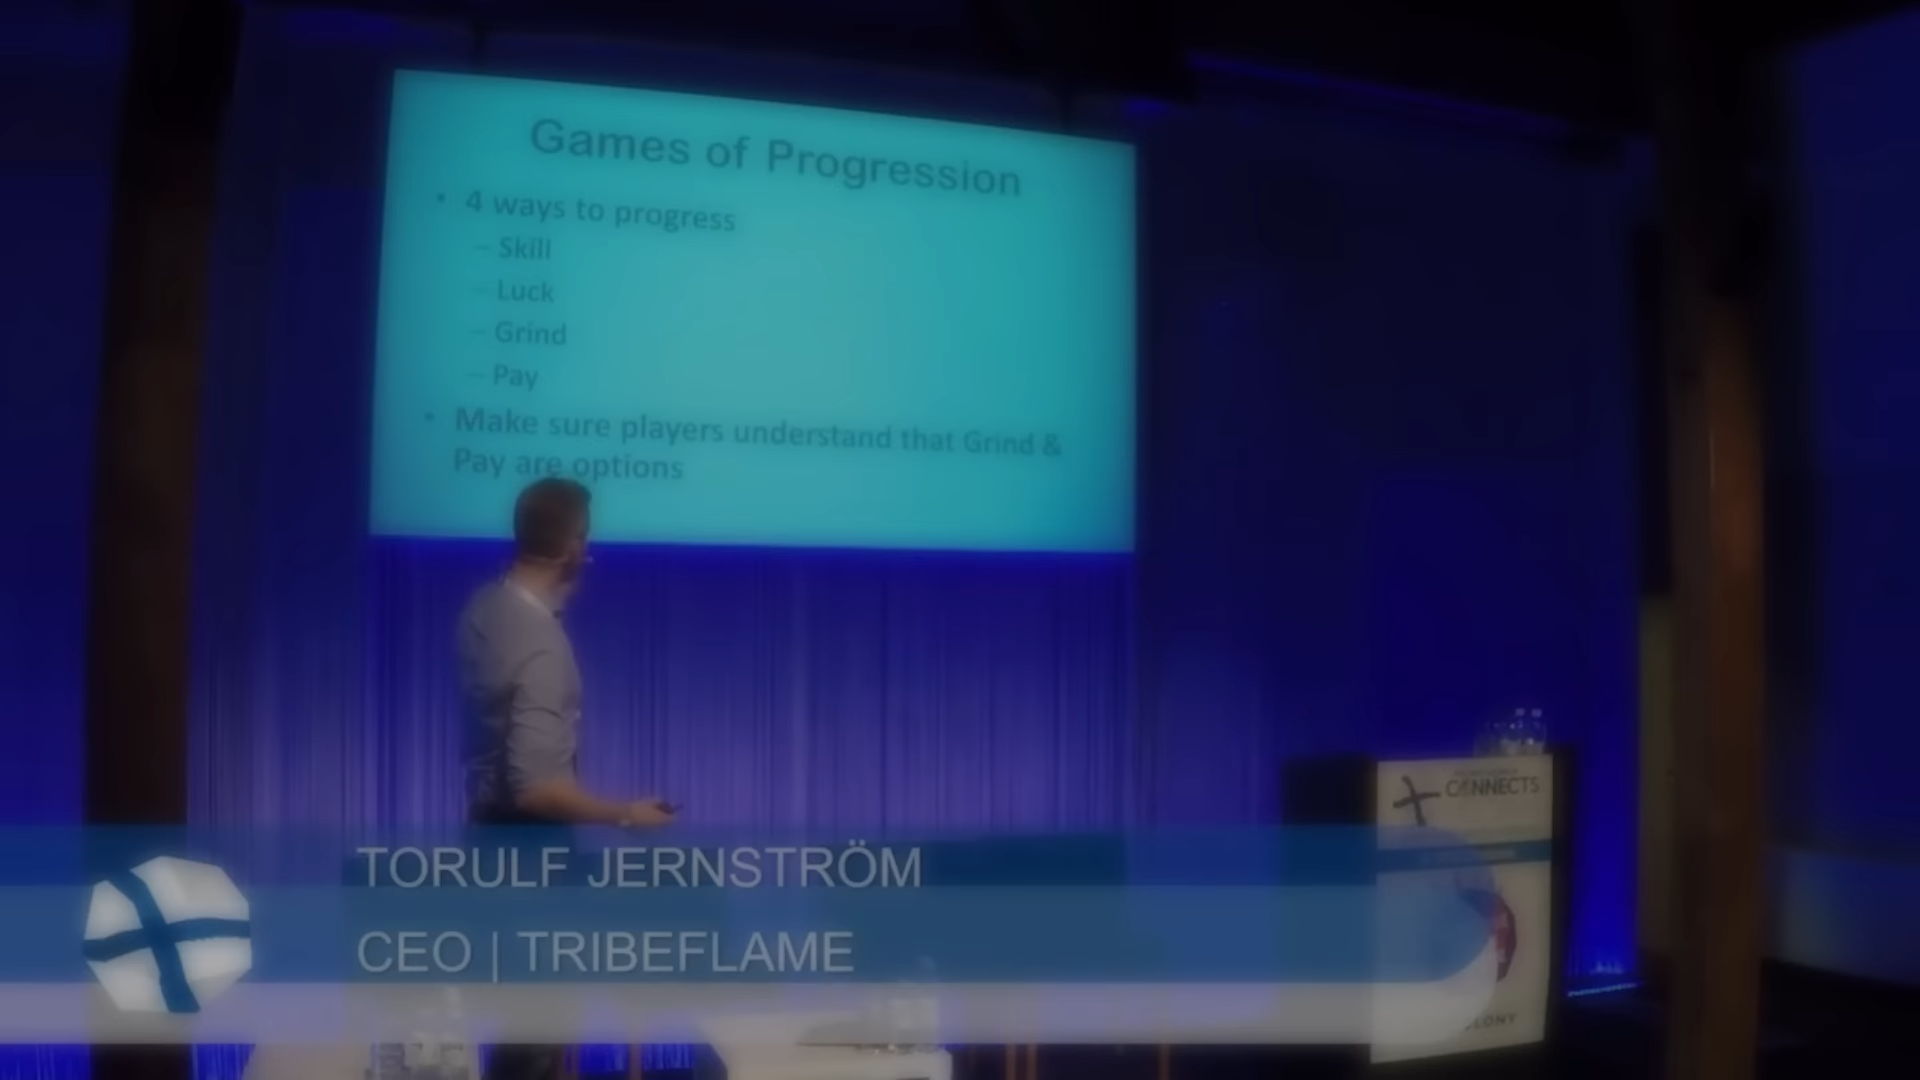 Games of Progression
• 4 ways to progress
– Skill
– Luck
– Grind
– Pay
• Make sure players understand that Grind &
Pay are options
CONNECTS
TORULF JERNSTRÖM
CEO | TRIBEFLAME